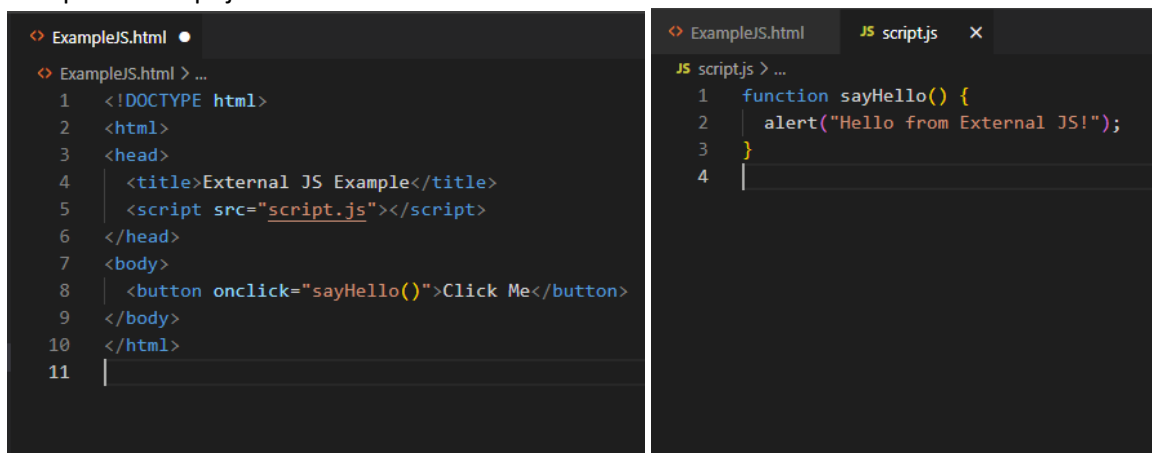 ExampleJS.html ●
<> ExampleJS.html > ...
1 <!DOCTYPE html>
2 <html>
3 <head>
4 <title>External JS Example</title>
5 <script src="script.js"></script>
6 </head>
7 <body>
8 <button onclick="sayHello()">Click Me</button>
9 </body>
10 </html>
11
<> ExampleJS.html JS script.js ×
JS script.js > ...
1 function sayHello() {
2 alert("Hello from External JS!");
3 }
4